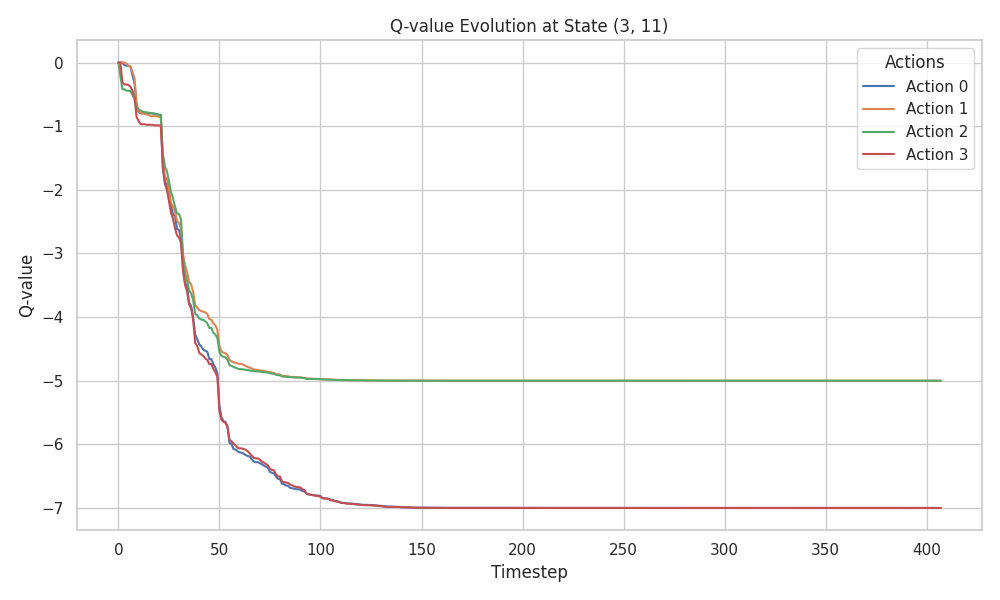 Q-value Evolution at State (3, 11)
Actions
Action 0
Action 1
Action 2
Action 3
Q-value
0
−1
−2
−3
−4
−5
−6
−7
0 50 100 150 200 250 300 350 400
Timestep